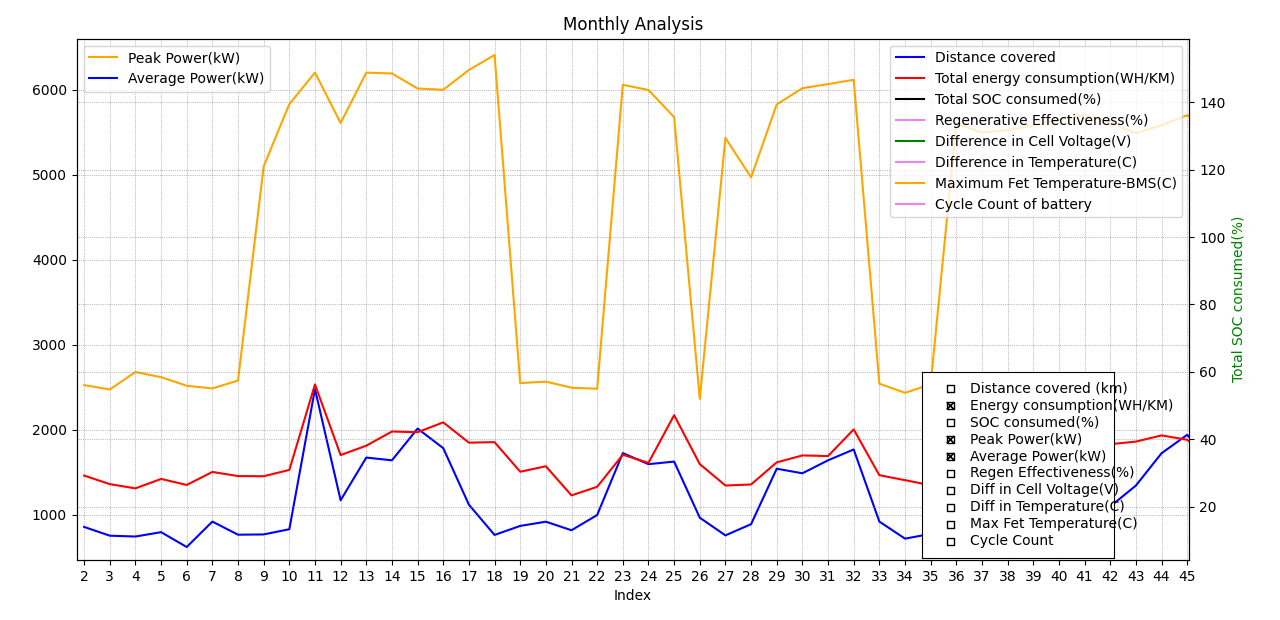 Monthly Analysis
Peak Power(kW)
Average Power(kW)
Distance covered
Total energy consumption(WH/KM)
Total SOC consumed(%)
Regenerative Effectiveness(%)
Difference in Cell Voltage(V)
Difference in Temperature(C)
Maximum Fet Temperature-BMS(C)
Cycle Count of battery
6000
5000
4000
3000
2000
1000
140
120
100
80
60
40
20
Total SOC consumed(%)
Distance covered (km)
Energy consumption(WH/KM)
SOC consumed(%)
Peak Power(kW)
Average Power(kW)
Regen Effectiveness(%)
Diff in Cell Voltage(V)
Diff in Temperature(C)
Max Fet Temperature(C)
Cycle Count
2 3 4 5 6 7 8 9 10 11 12 13 14 15 16 17 18 19 20 21 22 23 24 25 26 27 28 29 30 31 32 33 34 35 36 37 38 39 40 41 42 43 44 45
Index